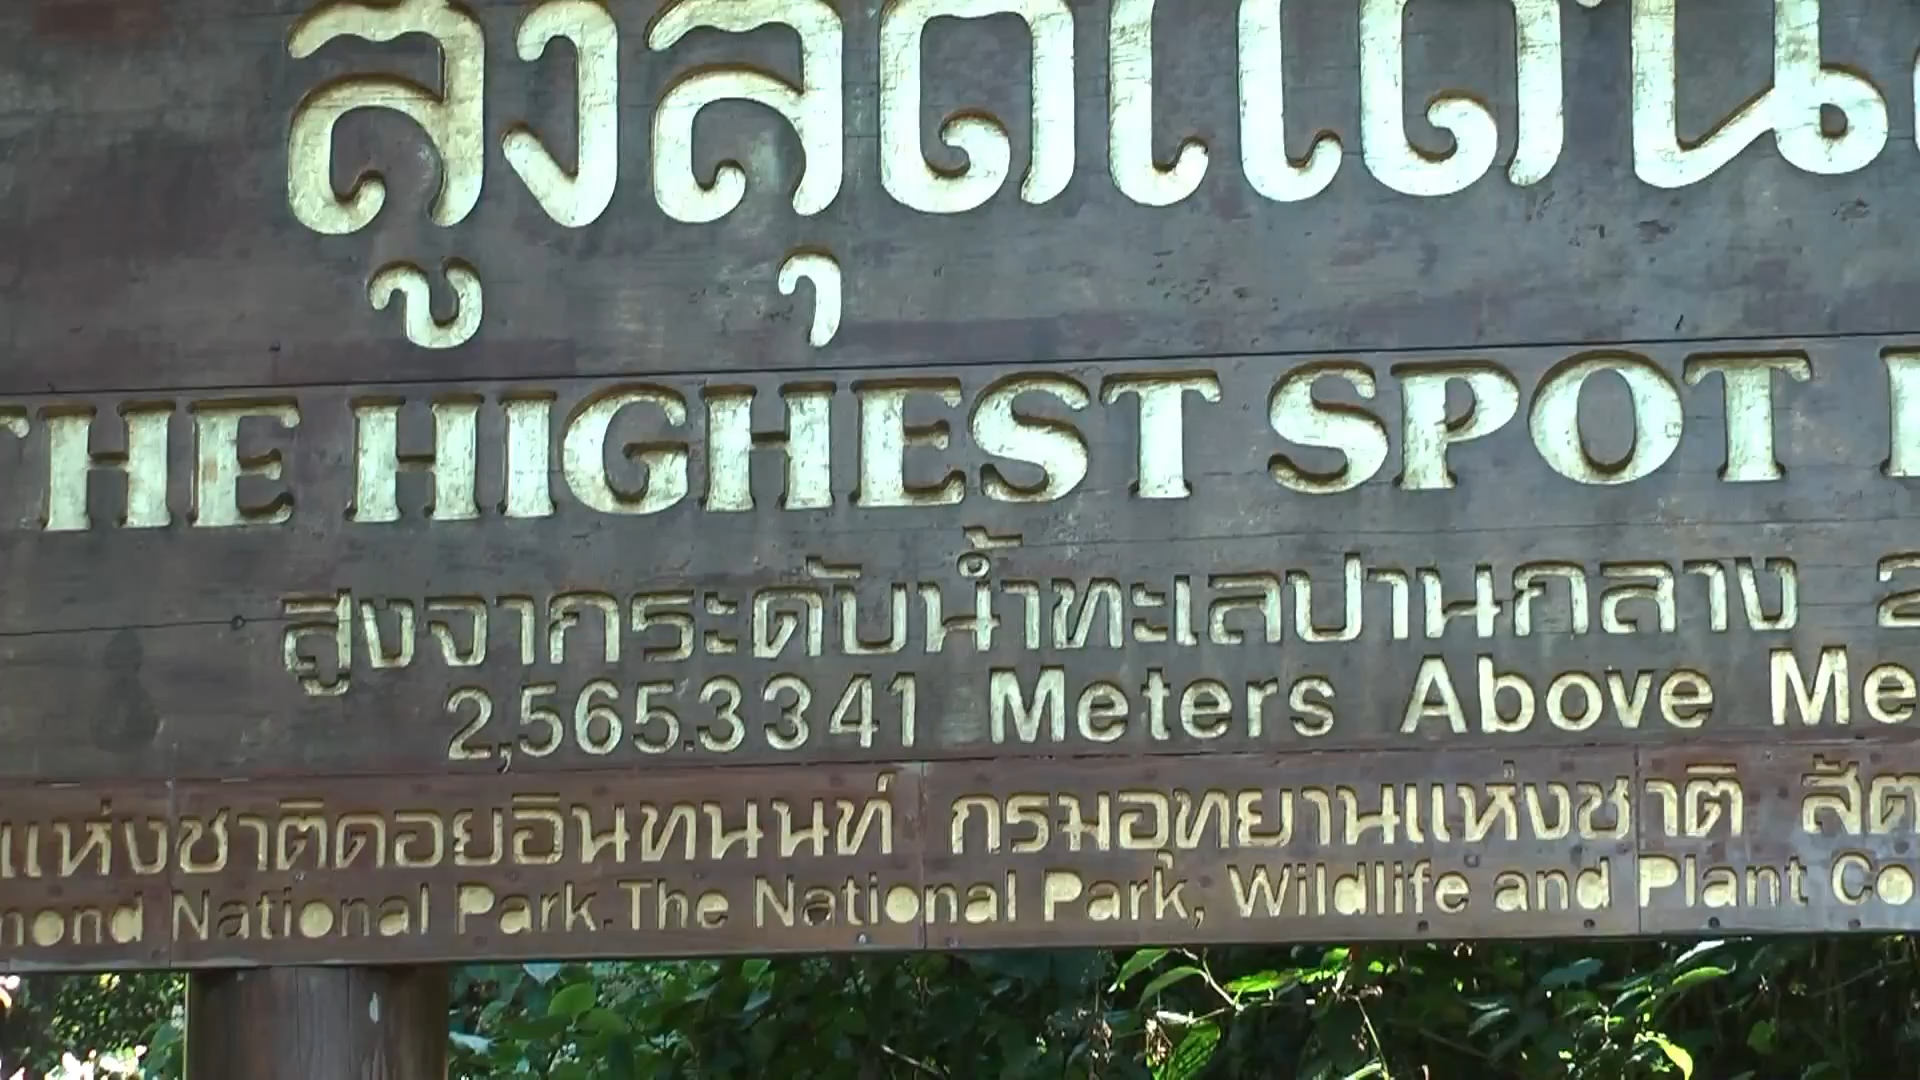 สูงสุดแดน
THE HIGHEST SPOT
สูงจากระดับน้ำทะเลปานกลาง
2,565.3341 Meters Above Me
แห่งชาติดอยอินทนนท์ กรมอุทยานแห่งชาติ สัต
mond National Park.The National Park, Wildlife and Plant Co